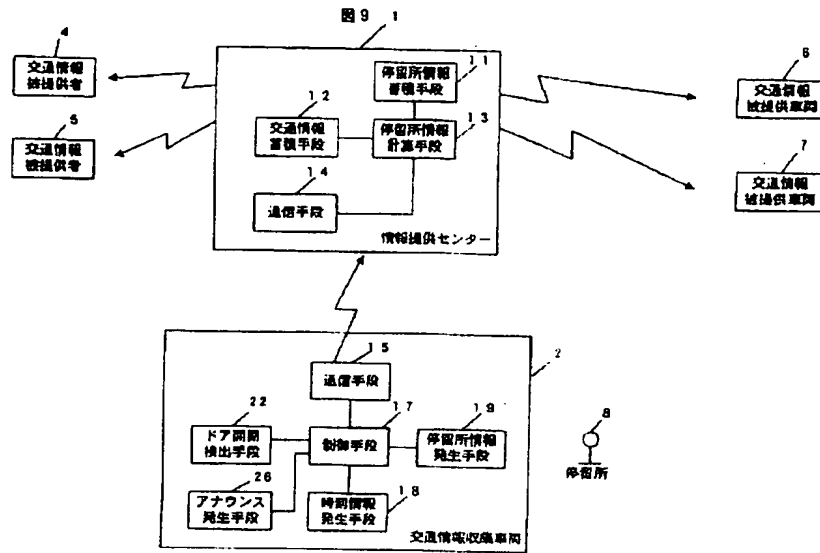 図9
1
4
交通情報
被提供者
5
交通情報
被提供者
11
停留所情報
蓄積手段
12
交通情報
蓄積手段
13
停留所情報
計算手段
14
通信手段
情報提供センター
6
交通情報
被提供車両
7
交通情報
被提供車両
2
15
通信手段
22
ドア開閉
検出手段
17
制御手段
19
停留所情報
発生手段
26
アナウンス
発生手段
18
時刻情報
発生手段
交通情報収集車両
8
停留所